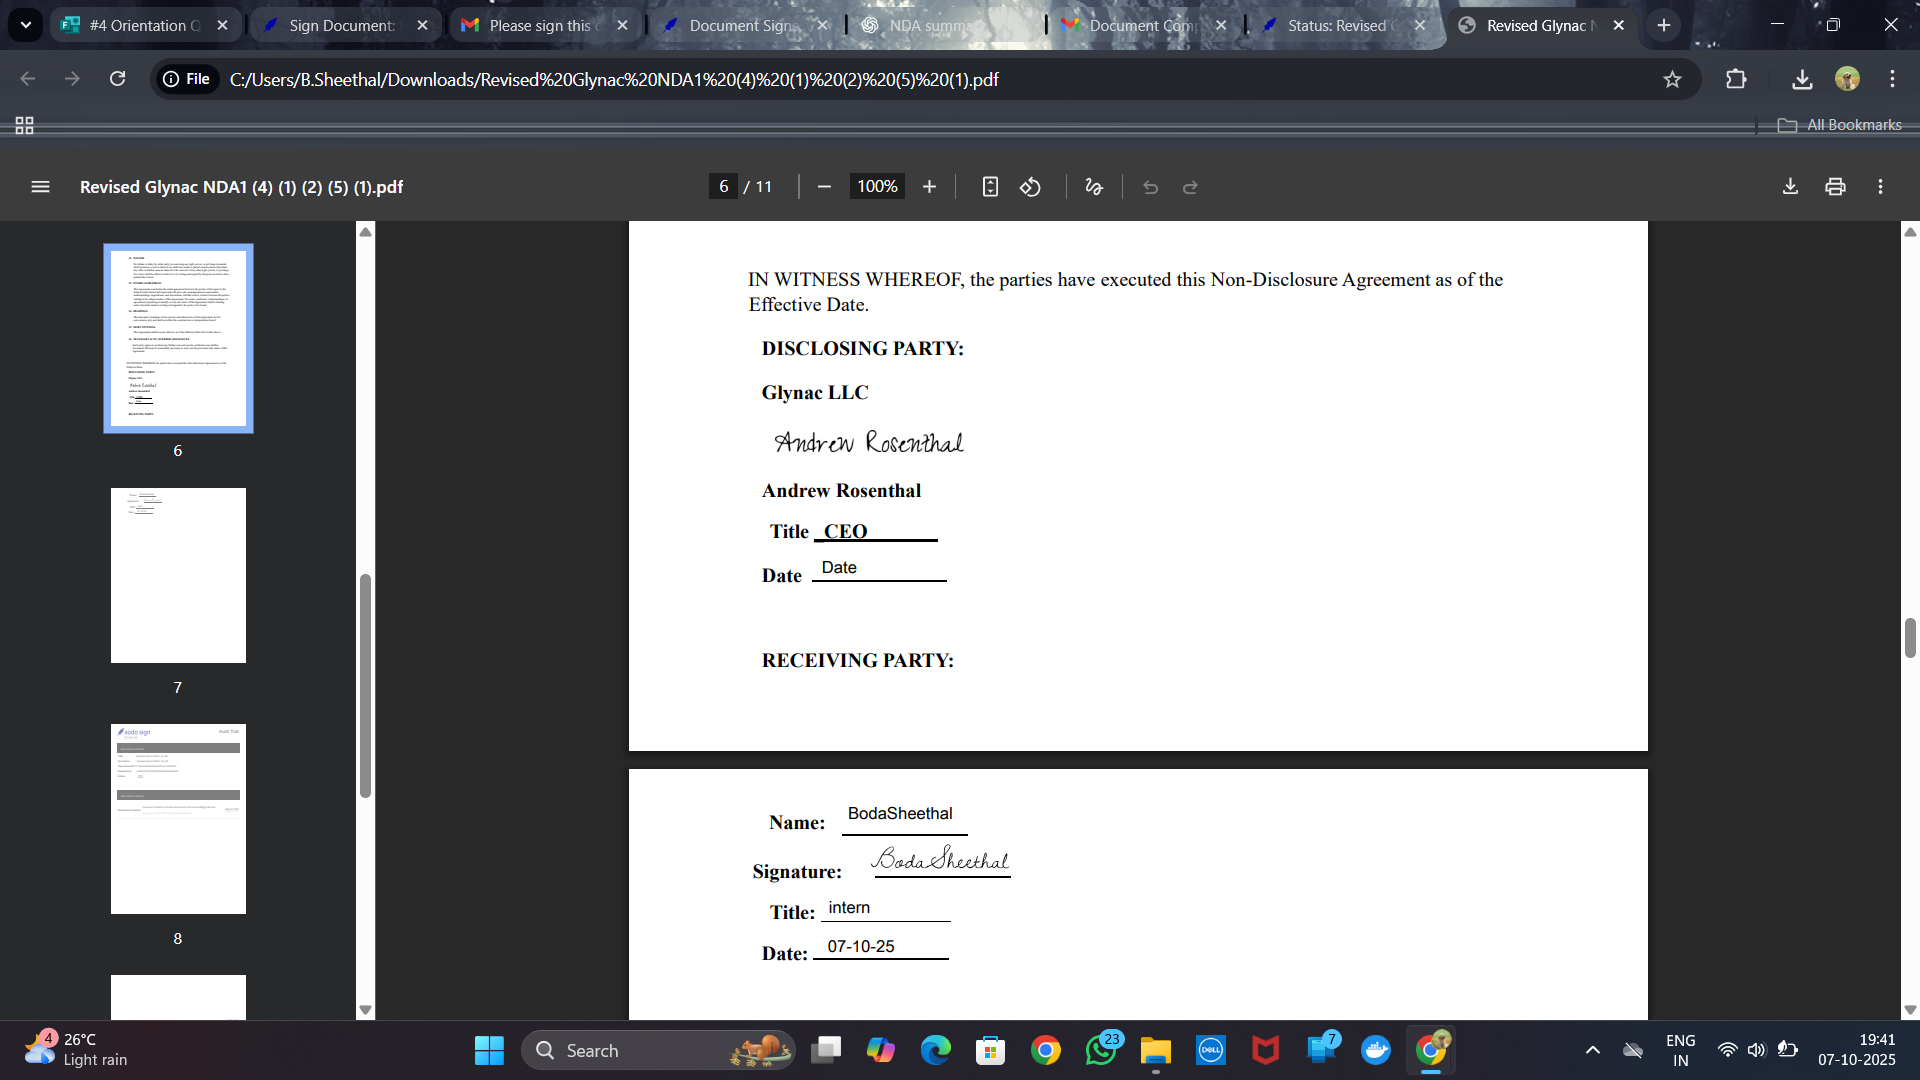 #4 Orientation Q
Sign Document:
Please sign this
Document Signe
NDA summa
Document Com
Status: Revised G
Revised Glynac N
File
C:/Users/B.Sheethal/Downloads/Revised%20Glynac%20NDA1%20(4)%20(1)%20(2)%20(5)%20(1).pdf
All Bookmarks
Revised Glynac NDA1 (4) (1) (2) (5) (1).pdf
6 / 11
100%
IN WITNESS WHEREOF, the parties have executed this Non-Disclosure Agreement as of the
Effective Date.
DISCLOSING PARTY:
Glynac LLC
Andrew Rosenthal
Andrew Rosenthal
Title CEO
Date Date
RECEIVING PARTY:
Name: BodaSheethal
Signature: BodaSheethal
Title: intern
Date: 07-10-25
6
7
xodo sign
Audit Trail
8
4
26°C
Light rain
Search
23
DELL
7
ENG
IN
19:41
07-10-2025